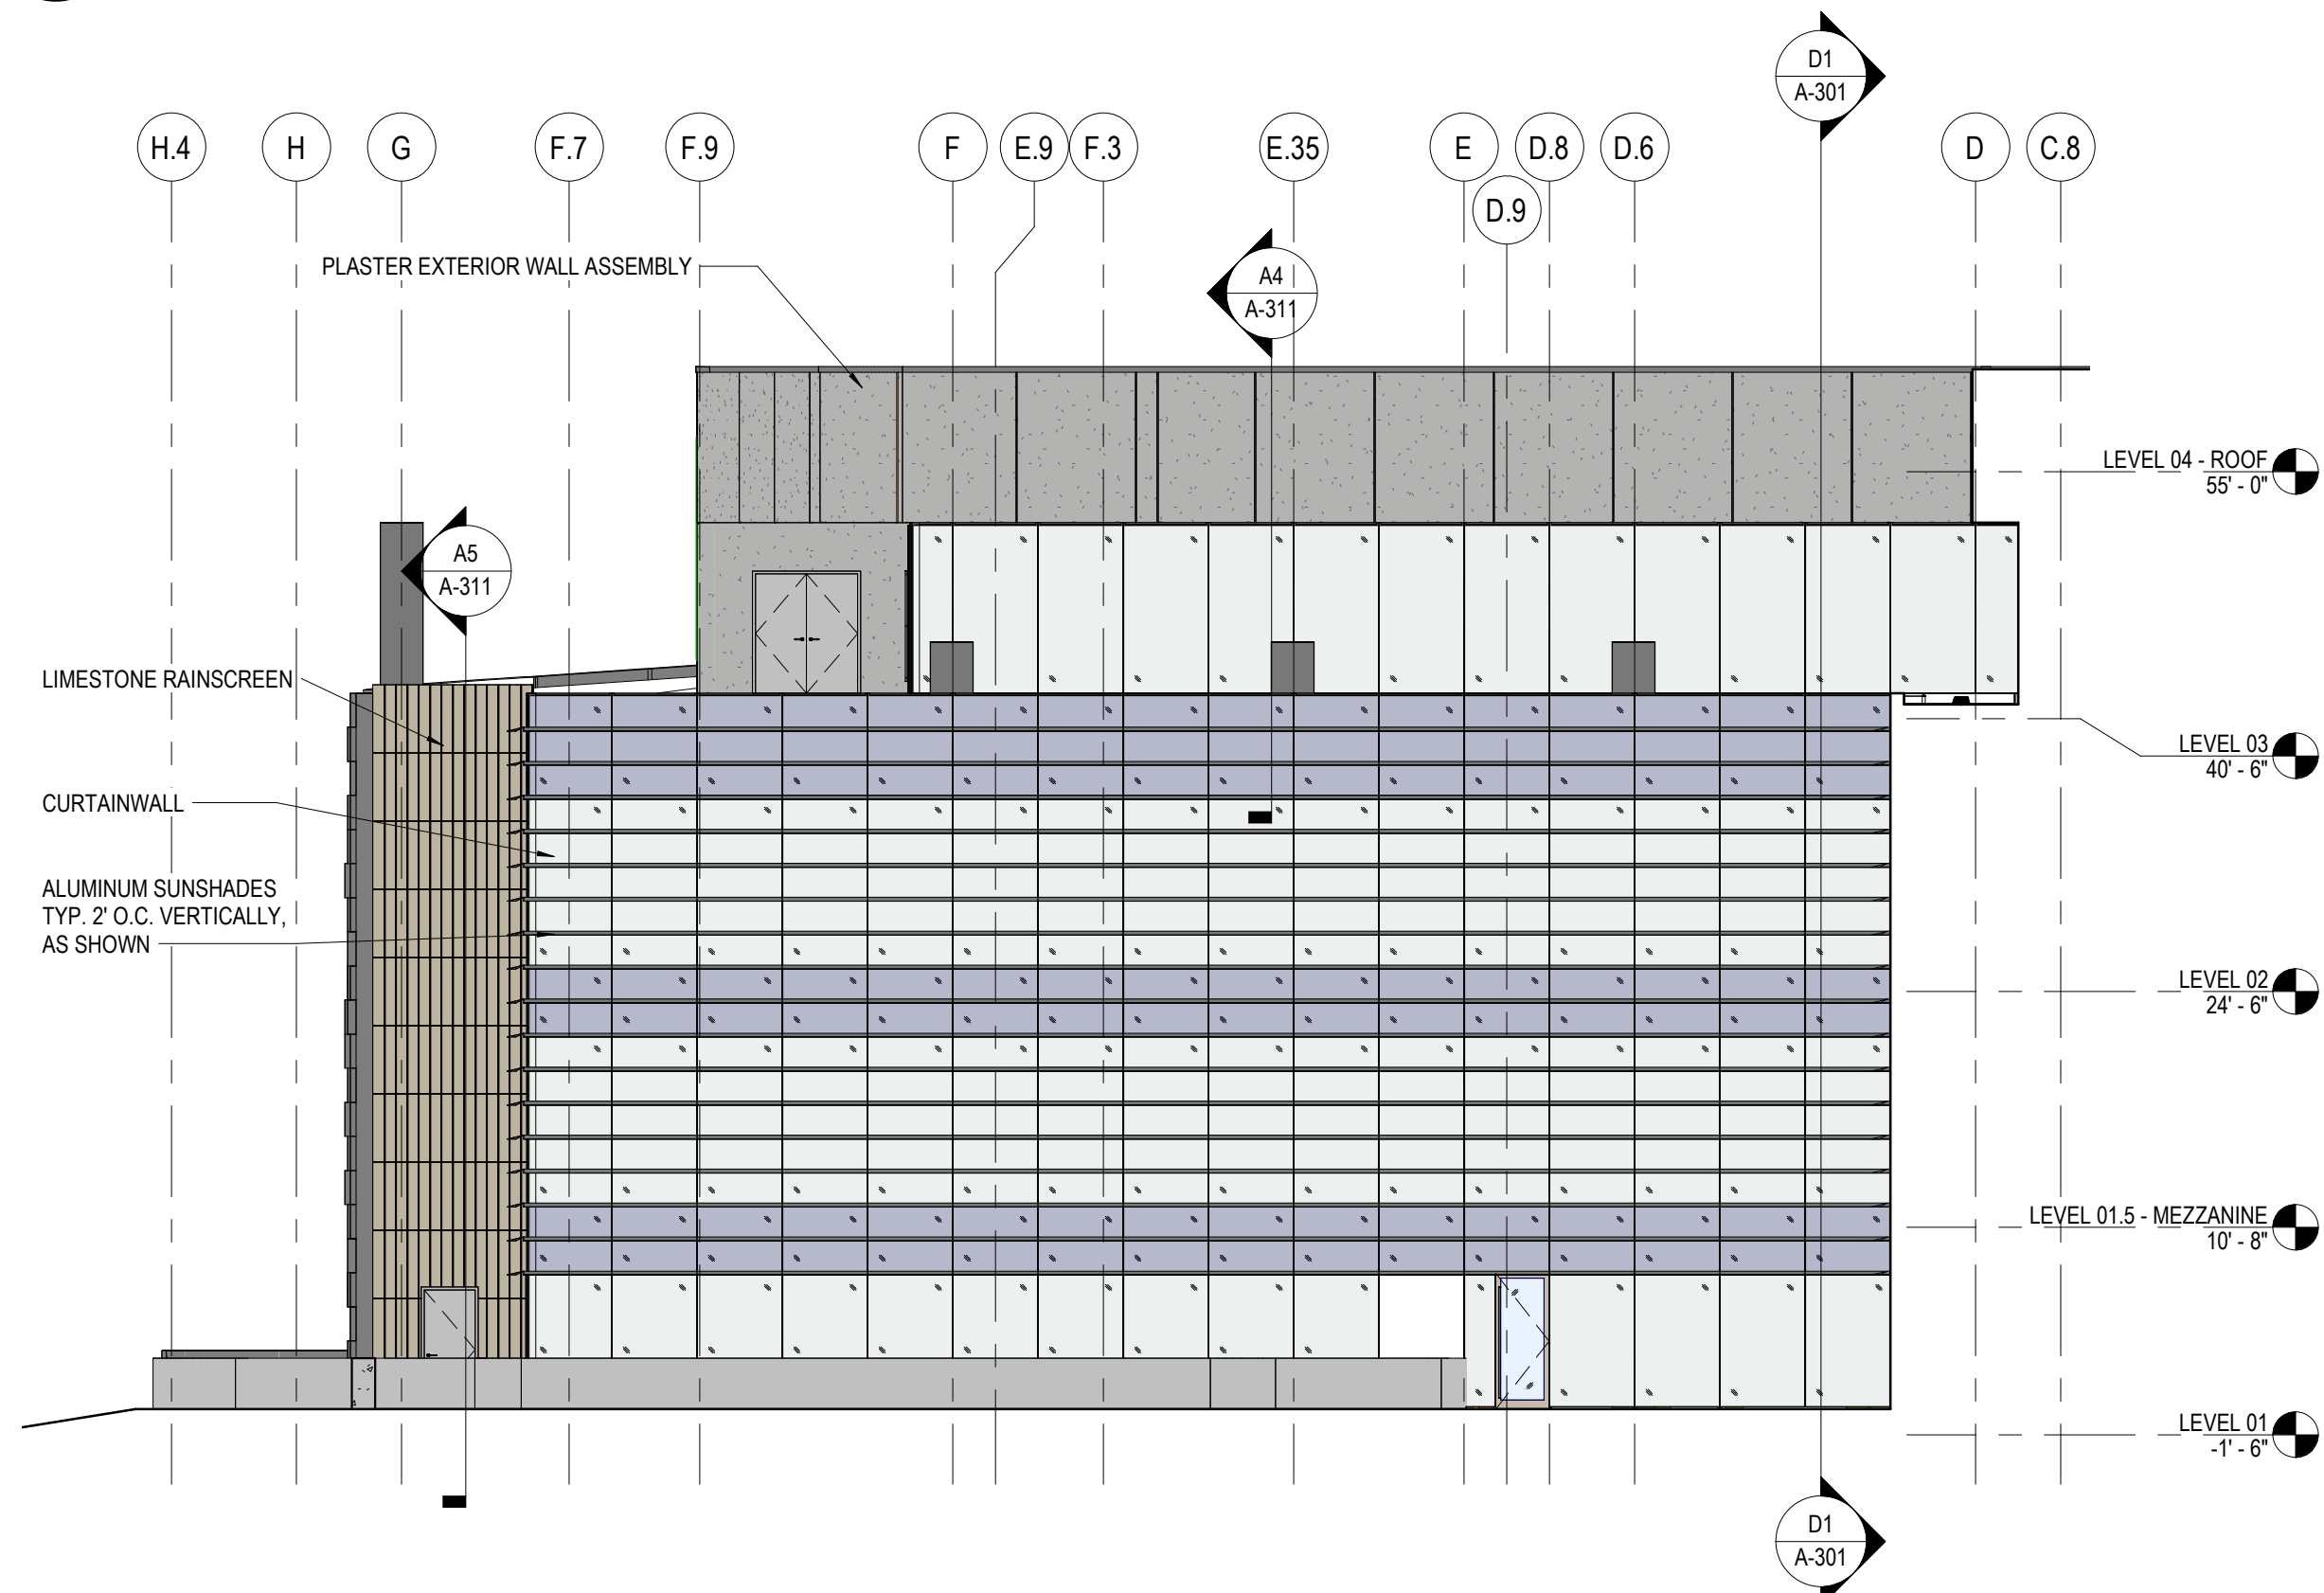 D1
A-301
H.4
H
G
F.7
F.9
F
E.9
F.3
E.35
E
D.8
D.6
D
C.8
D.9
PLASTER EXTERIOR WALL ASSEMBLY
A4
A-311
LEVEL 04 - ROOF
55' - 0"
A5
A-311
LIMESTONE RAINSCREEN
LEVEL 03
40' - 6"
CURTAINWALL
ALUMINUM SUNSHADES
TYP. 2' O.C. VERTICALLY,
AS SHOWN
LEVEL 02
24' - 6"
LEVEL 01.5 - MEZZANINE
10' - 8"
LEVEL 01
-1' - 6"
D1
A-301